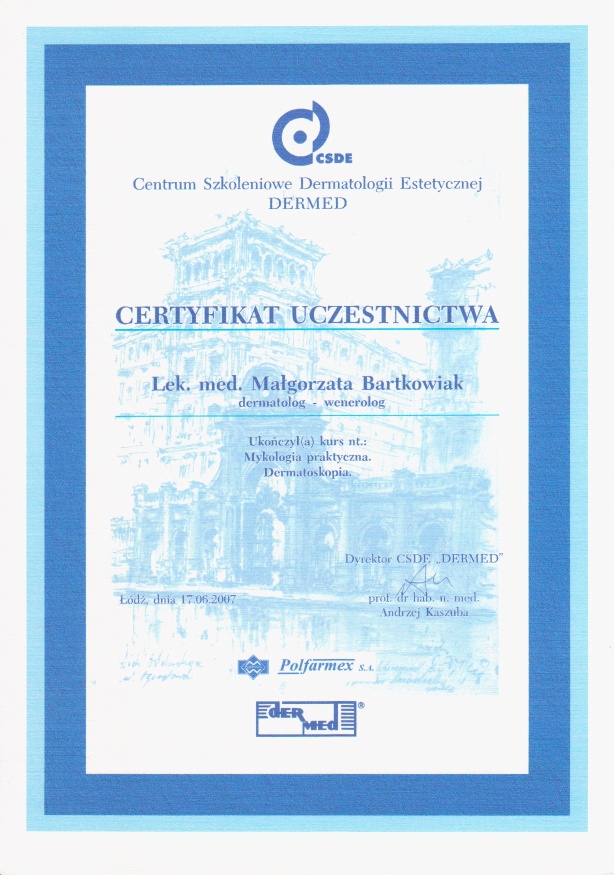 CSDE
Centrum Szkoleniowe Dermatologii Estetycznej
DERMED
CERTYFIKAT UCZESTNICTWA
Lek. med. Małgorzata Bartkowiak
dermatolog - wenerolog
Ukończył(a) kurs nt.:
Mykologia praktyczna.
Dermatoskopia.
Dyrektor CSDE „DERMED”
Łódź, dnia 17.06.2007
prof. dr hab. n. med.
Andrzej Kaszuba
Polfarmex S.A.
dER MEd ®